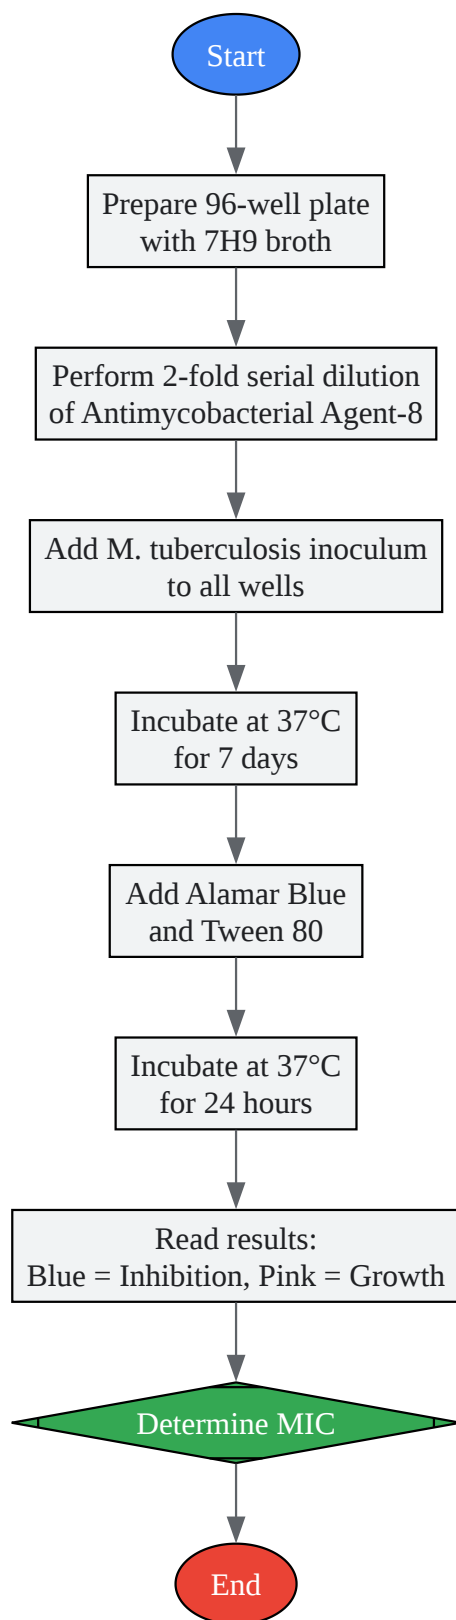 Start
Prepare 96-well plate
with 7H9 broth
Perform 2-fold serial dilution
of Antimycobacterial Agent-8
Add M. tuberculosis inoculum
to all wells
Incubate at 37°C
for 7 days
Add Alamar Blue
and Tween 80
Incubate at 37°C
for 24 hours
Read results:
Blue = Inhibition, Pink = Growth
Determine MIC
End